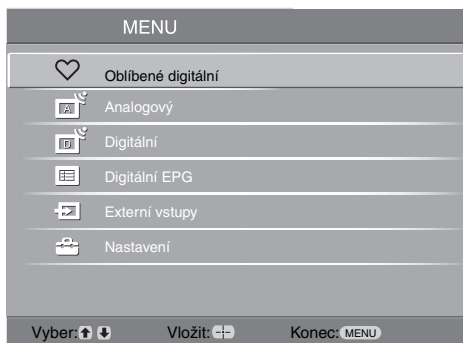 MENU
Oblíbené digitální
A Analogový
D Digitální
Digitální EPG
Externí vstupy
Nastavení
Vyber: Vložit: Konec: MENU